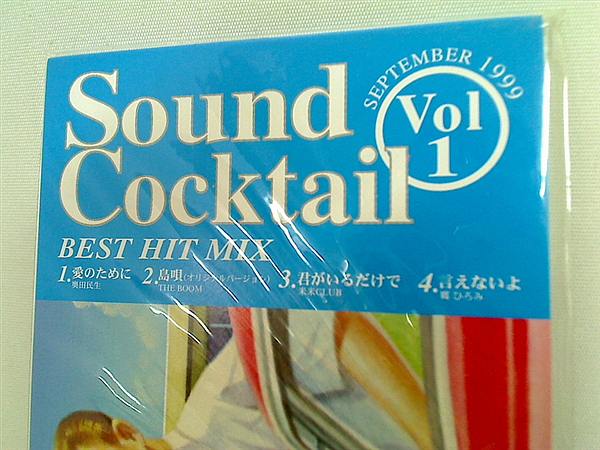 Sound
Cocktail
SEPTEMBER 1999
Vol
1
BEST HIT MIX
1.愛のために 2.島唄(オリジナルバージョン) 3.君がいるだけで 4.言えないよ
奥田民生 THE BOOM 米米CLUB 郷ひろみ